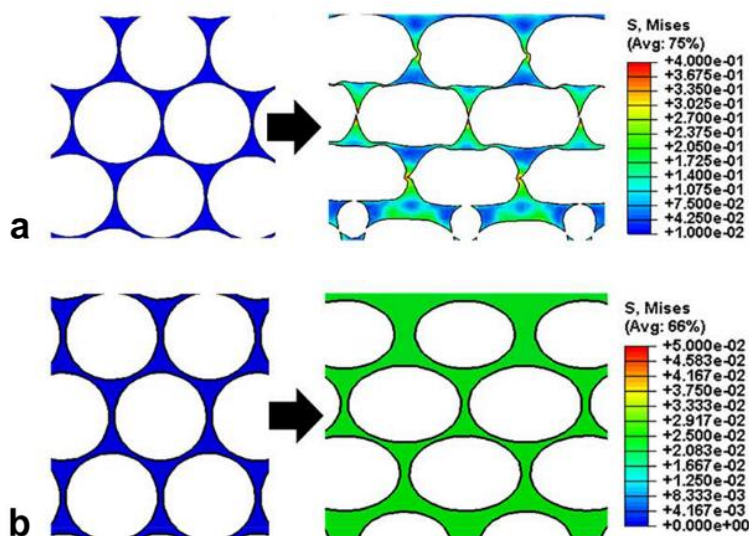 S, Mises
(Avg: 75%)
+4.000e-01
+3.675e-01
+3.350e-01
+3.025e-01
+2.700e-01
+2.375e-01
+2.050e-01
+1.725e-01
+1.400e-01
+1.075e-01
+7.500e-02
+4.250e-02
+1.000e-02
a
S, Mises
(Avg: 66%)
+5.000e-02
+4.583e-02
+4.167e-02
+3.750e-02
+3.333e-02
+2.917e-02
+2.500e-02
+2.083e-02
+1.667e-02
+1.250e-02
+8.333e-03
+4.167e-03
+0.000e+00
b